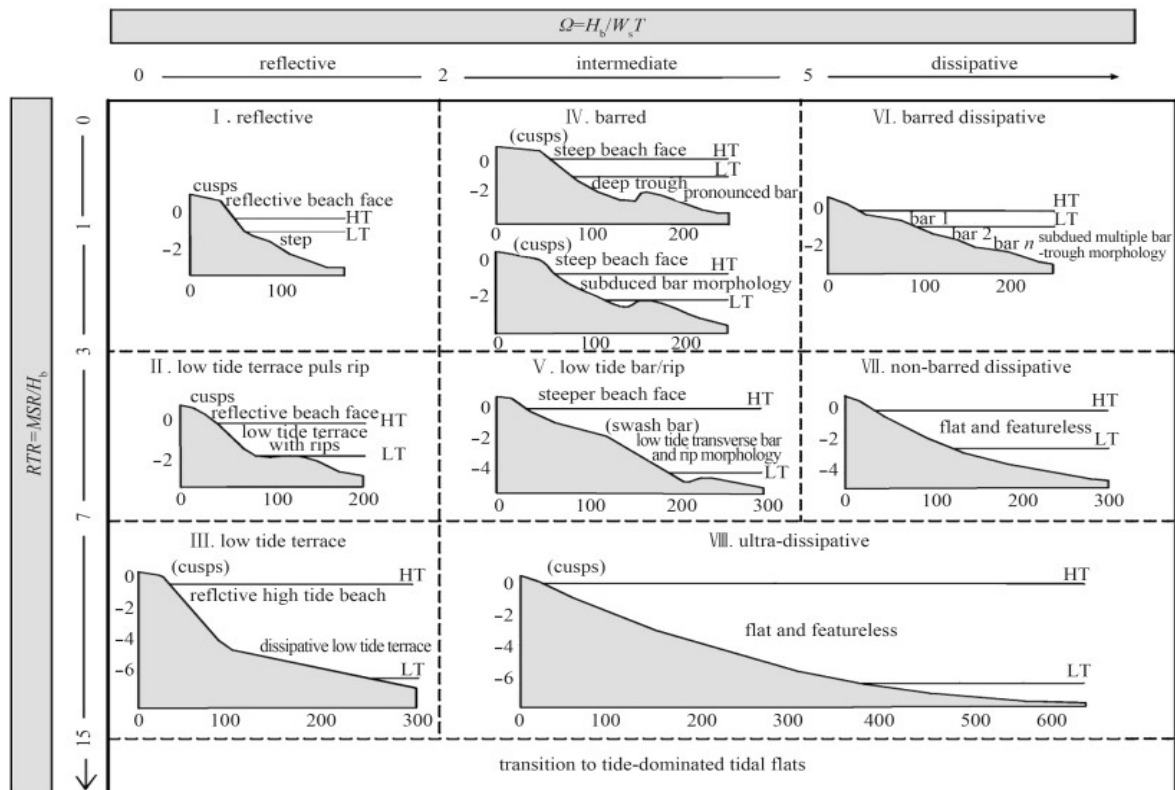 Ω=H_b/W_sT
0 reflective 2 intermediate 5 dissipative
RTR=MSR/H_b
0
1
3
7
15
Ⅰ. reflective
cusps
reflective beach face
HT
LT
step
0
-2
0 100
Ⅳ. barred
(cusps)
steep beach face HT
LT
deep trough
pronounced bar
0
-2
0 100 200
(cusps)
steep beach face HT
subduced bar morphology
LT
0
-2
0 100 200
Ⅵ. barred dissipative
HT
bar 1 LT
bar 2
bar n
subdued multiple bar
-trough morphology
0
-2
0 100 200
Ⅱ. low tide terrace puls rip
cusps
reflective beach face HT
low tide terrace
with rips LT
0
-2
0 100 200
Ⅴ. low tide bar/rip
steeper beach face HT
(swash bar)
low tide transverse bar
and rip morphology
LT
0
-2
-4
0 100 200 300
Ⅶ. non-barred dissipative
HT
flat and featureless
LT
0
-2
-4
0 100 200 300
Ⅲ. low tide terrace
(cusps)
HT
reflctive high tide beach
dissipative low tide terrace
LT
0
-2
-4
-6
0 100 200 300
Ⅷ. ultra-dissipative
(cusps)
HT
flat and featureless
LT
0
-2
-4
-6
0 100 200 300 400 500 600
transition to tide-dominated tidal flats